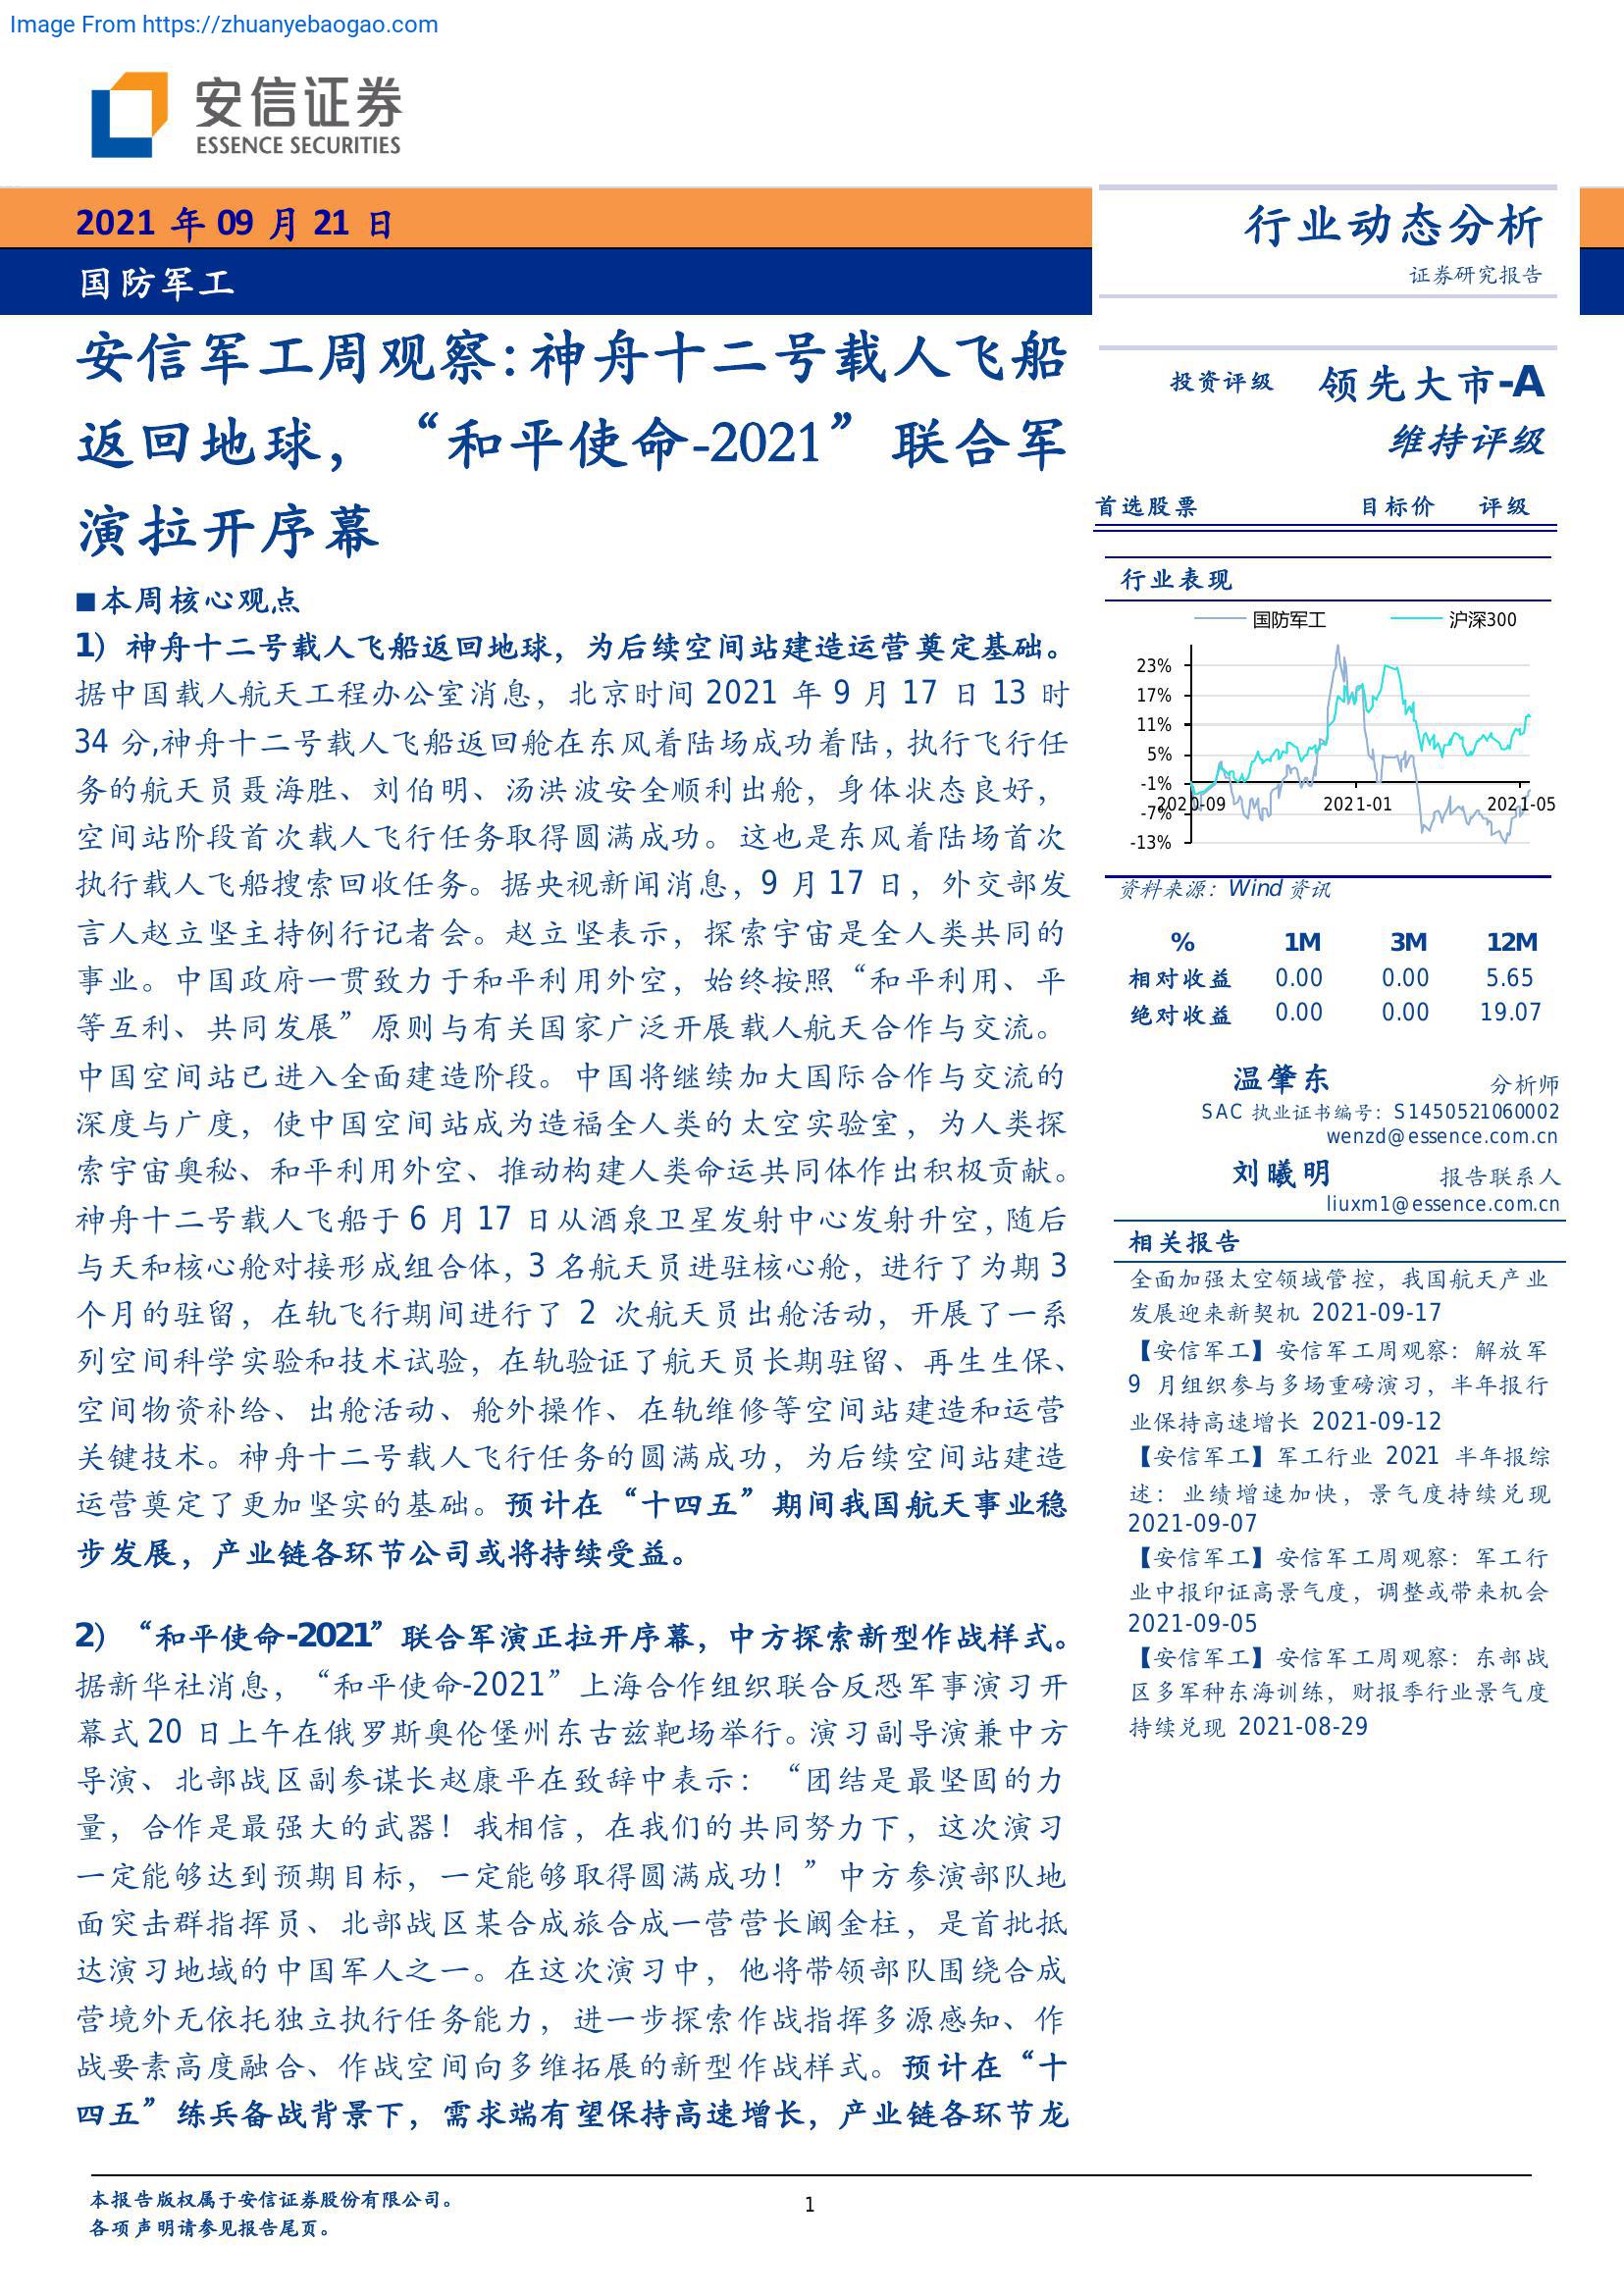 Image From https://zhuanyebaogao.com
安信证券
ESSENCE SECURITIES
2021 年 09 月 21 日
国防军工
行业动态分析
证券研究报告
安信军工周观察：神舟十二号载人飞船
返回地球，“和平使命-2021”联合军
演拉开序幕
■本周核心观点
1）神舟十二号载人飞船返回地球，为后续空间站建造运营奠定基础。
据中国载人航天工程办公室消息，北京时间 2021 年 9 月 17 日 13 时
34 分,神舟十二号载人飞船返回舱在东风着陆场成功着陆，执行飞行任
务的航天员聂海胜、刘伯明、汤洪波安全顺利出舱，身体状态良好，
空间站阶段首次载人飞行任务取得圆满成功。这也是东风着陆场首次
执行载人飞船搜索回收任务。据央视新闻消息，9 月 17 日，外交部发
言人赵立坚主持例行记者会。赵立坚表示，探索宇宙是全人类共同的
事业。中国政府一贯致力于和平利用外空，始终按照“和平利用、平
等互利、共同发展”原则与有关国家广泛开展载人航天合作与交流。
中国空间站已进入全面建造阶段。中国将继续加大国际合作与交流的
深度与广度，使中国空间站成为造福全人类的太空实验室，为人类探
索宇宙奥秘、和平利用外空、推动构建人类命运共同体作出积极贡献。
神舟十二号载人飞船于 6 月 17 日从酒泉卫星发射中心发射升空，随后
与天和核心舱对接形成组合体，3 名航天员进驻核心舱，进行了为期 3
个月的驻留，在轨飞行期间进行了 2 次航天员出舱活动，开展了一系
列空间科学实验和技术试验，在轨验证了航天员长期驻留、再生生保、
空间物资补给、出舱活动、舱外操作、在轨维修等空间站建造和运营
关键技术。神舟十二号载人飞行任务的圆满成功，为后续空间站建造
运营奠定了更加坚实的基础。预计在“十四五”期间我国航天事业稳
步发展，产业链各环节公司或将持续受益。
2）“和平使命-2021”联合军演正拉开序幕，中方探索新型作战样式。
据新华社消息，“和平使命-2021”上海合作组织联合反恐军事演习开
幕式 20 日上午在俄罗斯奥伦堡州东古兹靶场举行。演习副导演兼中方
导演、北部战区副参谋长赵康平在致辞中表示：“团结是最坚固的力
量，合作是最强大的武器！我相信，在我们的共同努力下，这次演习
一定能够达到预期目标，一定能够取得圆满成功！”中方参演部队地
面突击群指挥员、北部战区某合成旅合成一营营长阚金柱，是首批抵
达演习地域的中国军人之一。在这次演习中，他将带领部队围绕合成
营境外无依托独立执行任务能力，进一步探索作战指挥多源感知、作
战要素高度融合、作战空间向多维拓展的新型作战样式。预计在“十
四五”练兵备战背景下，需求端有望保持高速增长，产业链各环节龙
投资评级 领先大市-A
维持评级
首选股票 目标价 评级
行业表现
国防军工 沪深300
23%
17%
11%
5%
-1%
-7%
-13%
2020-09 2021-01 2021-05
资料来源：Wind 资讯
% 1M 3M 12M
相对收益 0.00 0.00 5.65
绝对收益 0.00 0.00 19.07
温肇东 分析师
SAC 执业证书编号：S1450521060002
wenzd@essence.com.cn
刘曦明 报告联系人
liuxm1@essence.com.cn
相关报告
全面加强太空领域管控，我国航天产业
发展迎来新契机 2021-09-17
【安信军工】安信军工周观察：解放军
9 月组织参与多场重磅演习，半年报行
业保持高速增长 2021-09-12
【安信军工】军工行业 2021 半年报综
述：业绩增速加快，景气度持续兑现
2021-09-07
【安信军工】安信军工周观察：军工行
业中报印证高景气度，调整或带来机会
2021-09-05
【安信军工】安信军工周观察：东部战
区多军种东海训练，财报季行业景气度
持续兑现 2021-08-29
本报告版权属于安信证券股份有限公司。
各项声明请参见报告尾页。
1